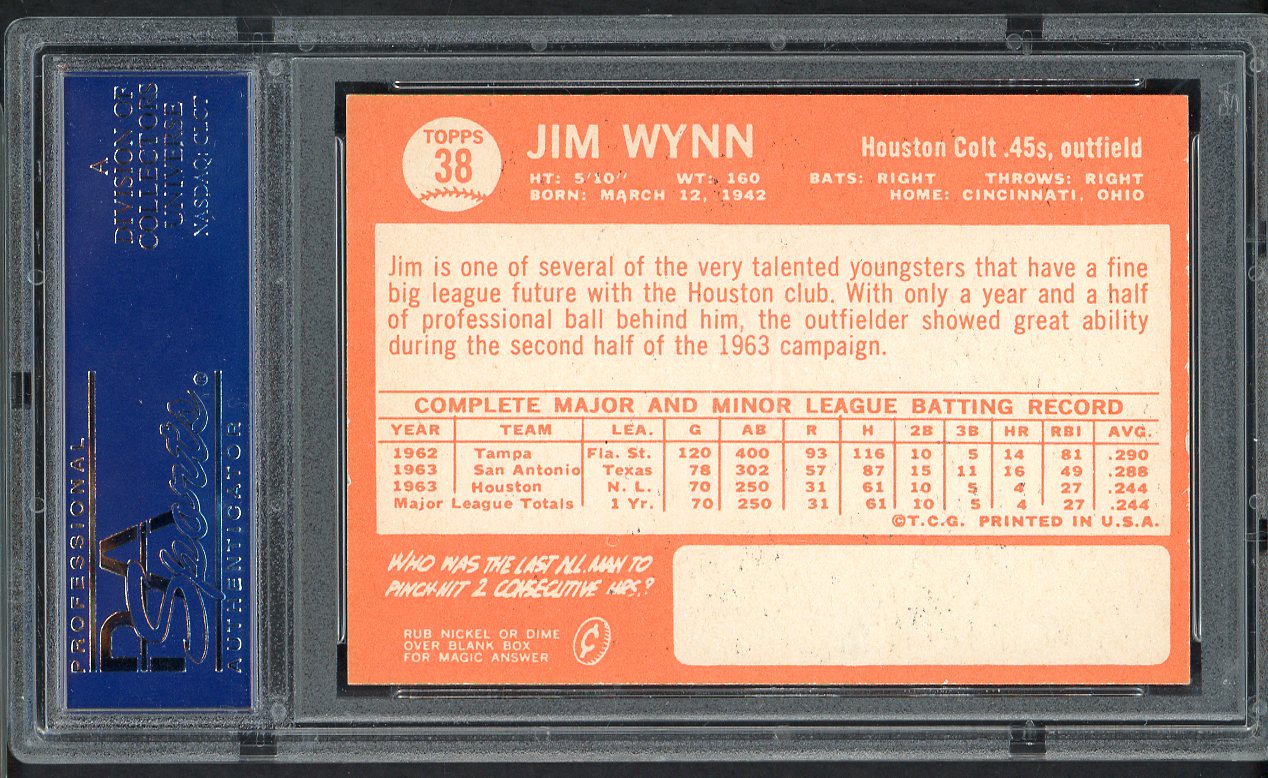 A
DIVISION OF
COLLECTORS
UNIVERSE
NASDAQ: CLCT
PROFESSIONAL
PSA
Sports
AUTHENTICATOR
TOPPS
38
JIM WYNN
Houston Colt .45s, outfield
HT: 5'10" WT: 160 BATS: RIGHT THROWS: RIGHT
BORN: MARCH 12, 1942 HOME: CINCINNATI, OHIO
Jim is one of several of the very talented youngsters that have a fine
big league future with the Houston club. With only a year and a half
of professional ball behind him, the outfielder showed great ability
during the second half of the 1963 campaign.
COMPLETE MAJOR AND MINOR LEAGUE BATTING RECORD
YEAR TEAM LEA. G AB R H 2B 3B HR RBI AVG.
1962 Tampa Fla. St. 120 400 93 116 10 5 14 81 .290
1963 San Antonio Texas 78 302 57 87 15 11 16 49 .288
1963 Houston N. L. 70 250 31 61 10 5 4 27 .244
Major League Totals 1 Yr. 70 250 31 61 10 5 4 27 .244
©T.C.G. PRINTED IN U.S.A.
WHO WAS THE LAST N.L. MAN TO
PINCH-HIT 2 CONSECUTIVE HRS.?
RUB NICKEL OR DIME
OVER BLANK BOX
FOR MAGIC ANSWER
¢